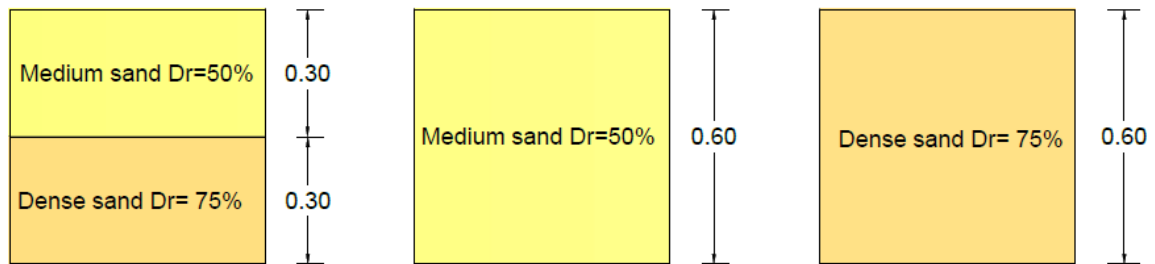 Medium sand Dr=50%
0.30
Dense sand Dr= 75%
0.30
Medium sand Dr=50%
0.60
Dense sand Dr= 75%
0.60